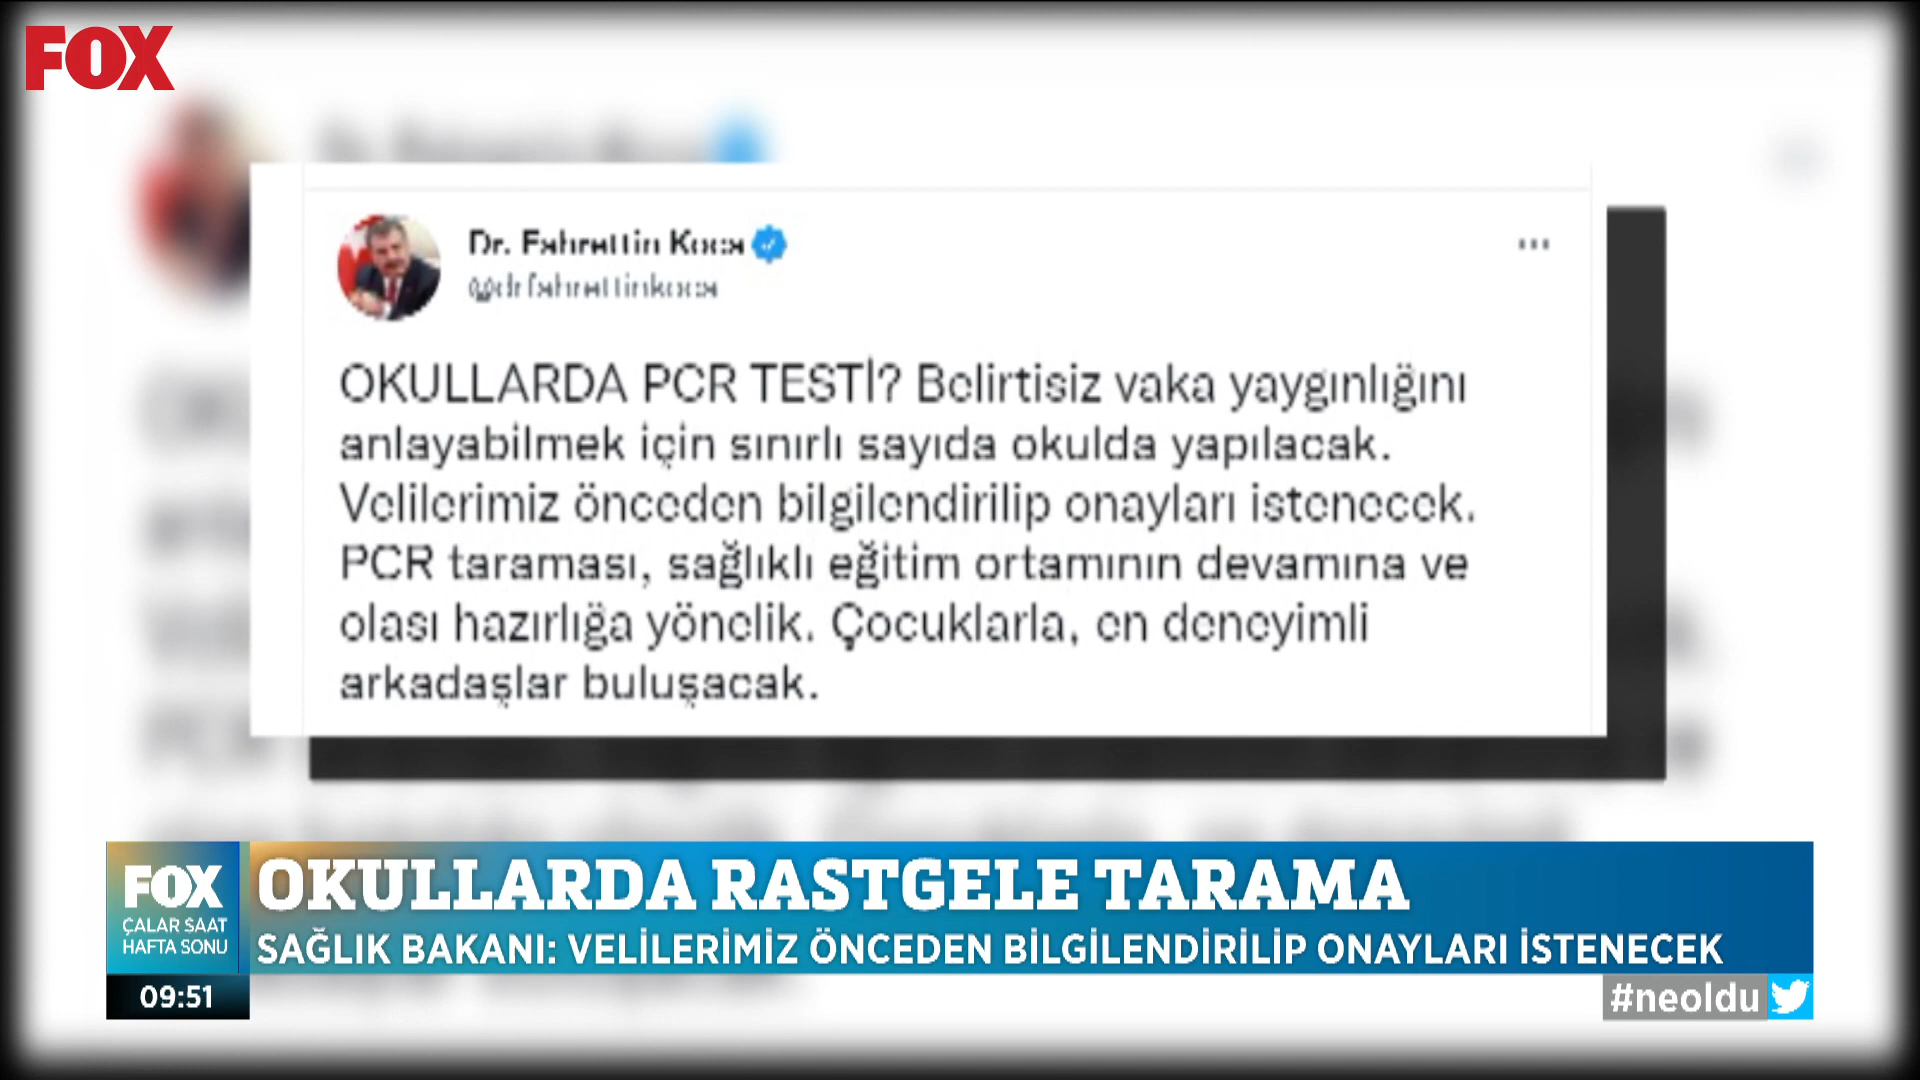 FOX
Dr. Fahrettin Koca
@drfahrettinkoca
OKULLARDA PCR TESTİ? Belirtisiz vaka yaygınlığını
anlayabilmek için sınırlı sayıda okulda yapılacak.
Velilerimiz önceden bilgilendirilip onayları istenecek.
PCR taraması, sağlıklı eğitim ortamının devamına ve
olası hazırlığa yönelik. Çocuklarla, en deneyimli
arkadaşlar buluşacak.
FOX
ÇALAR SAAT
HAFTA SONU
OKULLARDA RASTGELE TARAMA
SAĞLIK BAKANI: VELİLERİMİZ ÖNCEDEN BİLGİLENDİRİLİP ONAYLARI İSTENECEK
09:51
#neoldu